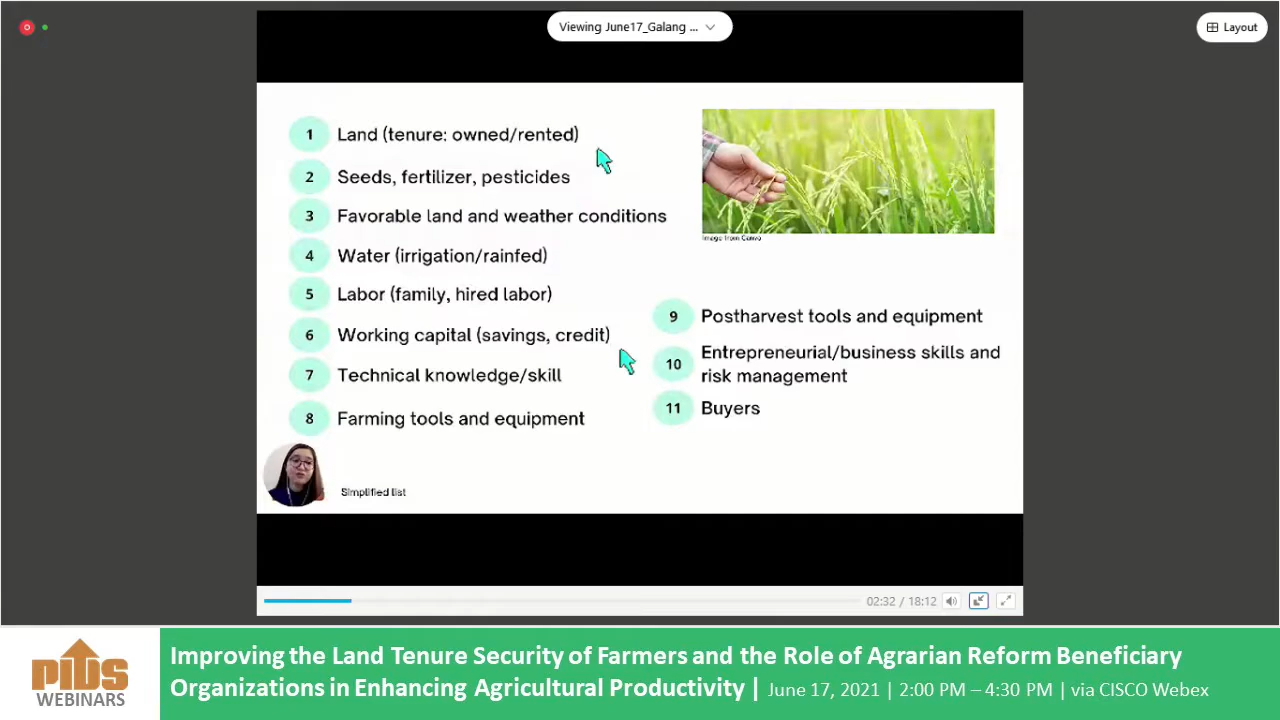 Viewing June17_Galang ...
Layout
1 Land (tenure: owned/rented)
2 Seeds, fertilizer, pesticides
3 Favorable land and weather conditions
4 Water (irrigation/rainfed)
5 Labor (family, hired labor)
6 Working capital (savings, credit)
7 Technical knowledge/skill
8 Farming tools and equipment
Simplified list
Image from Canva
9 Postharvest tools and equipment
10 Entrepreneurial/business skills and
risk management
11 Buyers
02:32 / 18:12
PIDS
WEBINARS
Improving the Land Tenure Security of Farmers and the Role of Agrarian Reform Beneficiary
Organizations in Enhancing Agricultural Productivity | June 17, 2021 | 2:00 PM – 4:30 PM | via CISCO Webex